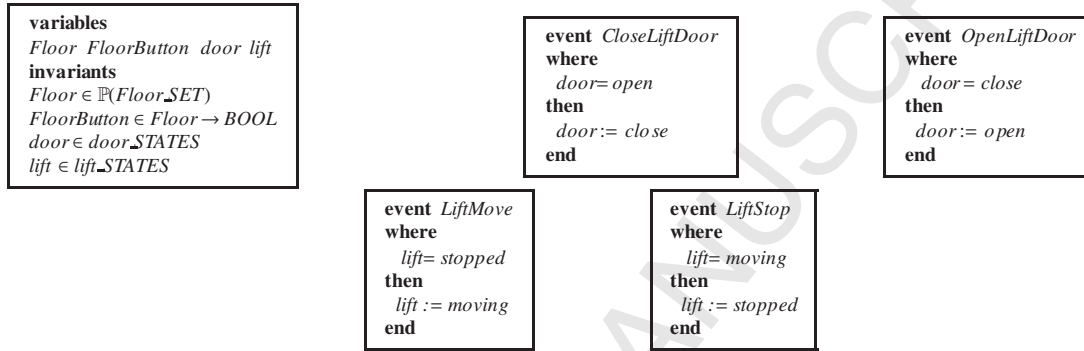 variables
Floor FloorButton door lift
invariants
Floor ∈ ℙ(Floor_SET)
FloorButton ∈ Floor → BOOL
door ∈ door_STATES
lift ∈ lift_STATES
event CloseLiftDoor
where
door= open
then
door := close
end
event OpenLiftDoor
where
door = close
then
door := open
end
event LiftMove
where
lift= stopped
then
lift := moving
end
event LiftStop
where
lift= moving
then
lift := stopped
end
ANUSC